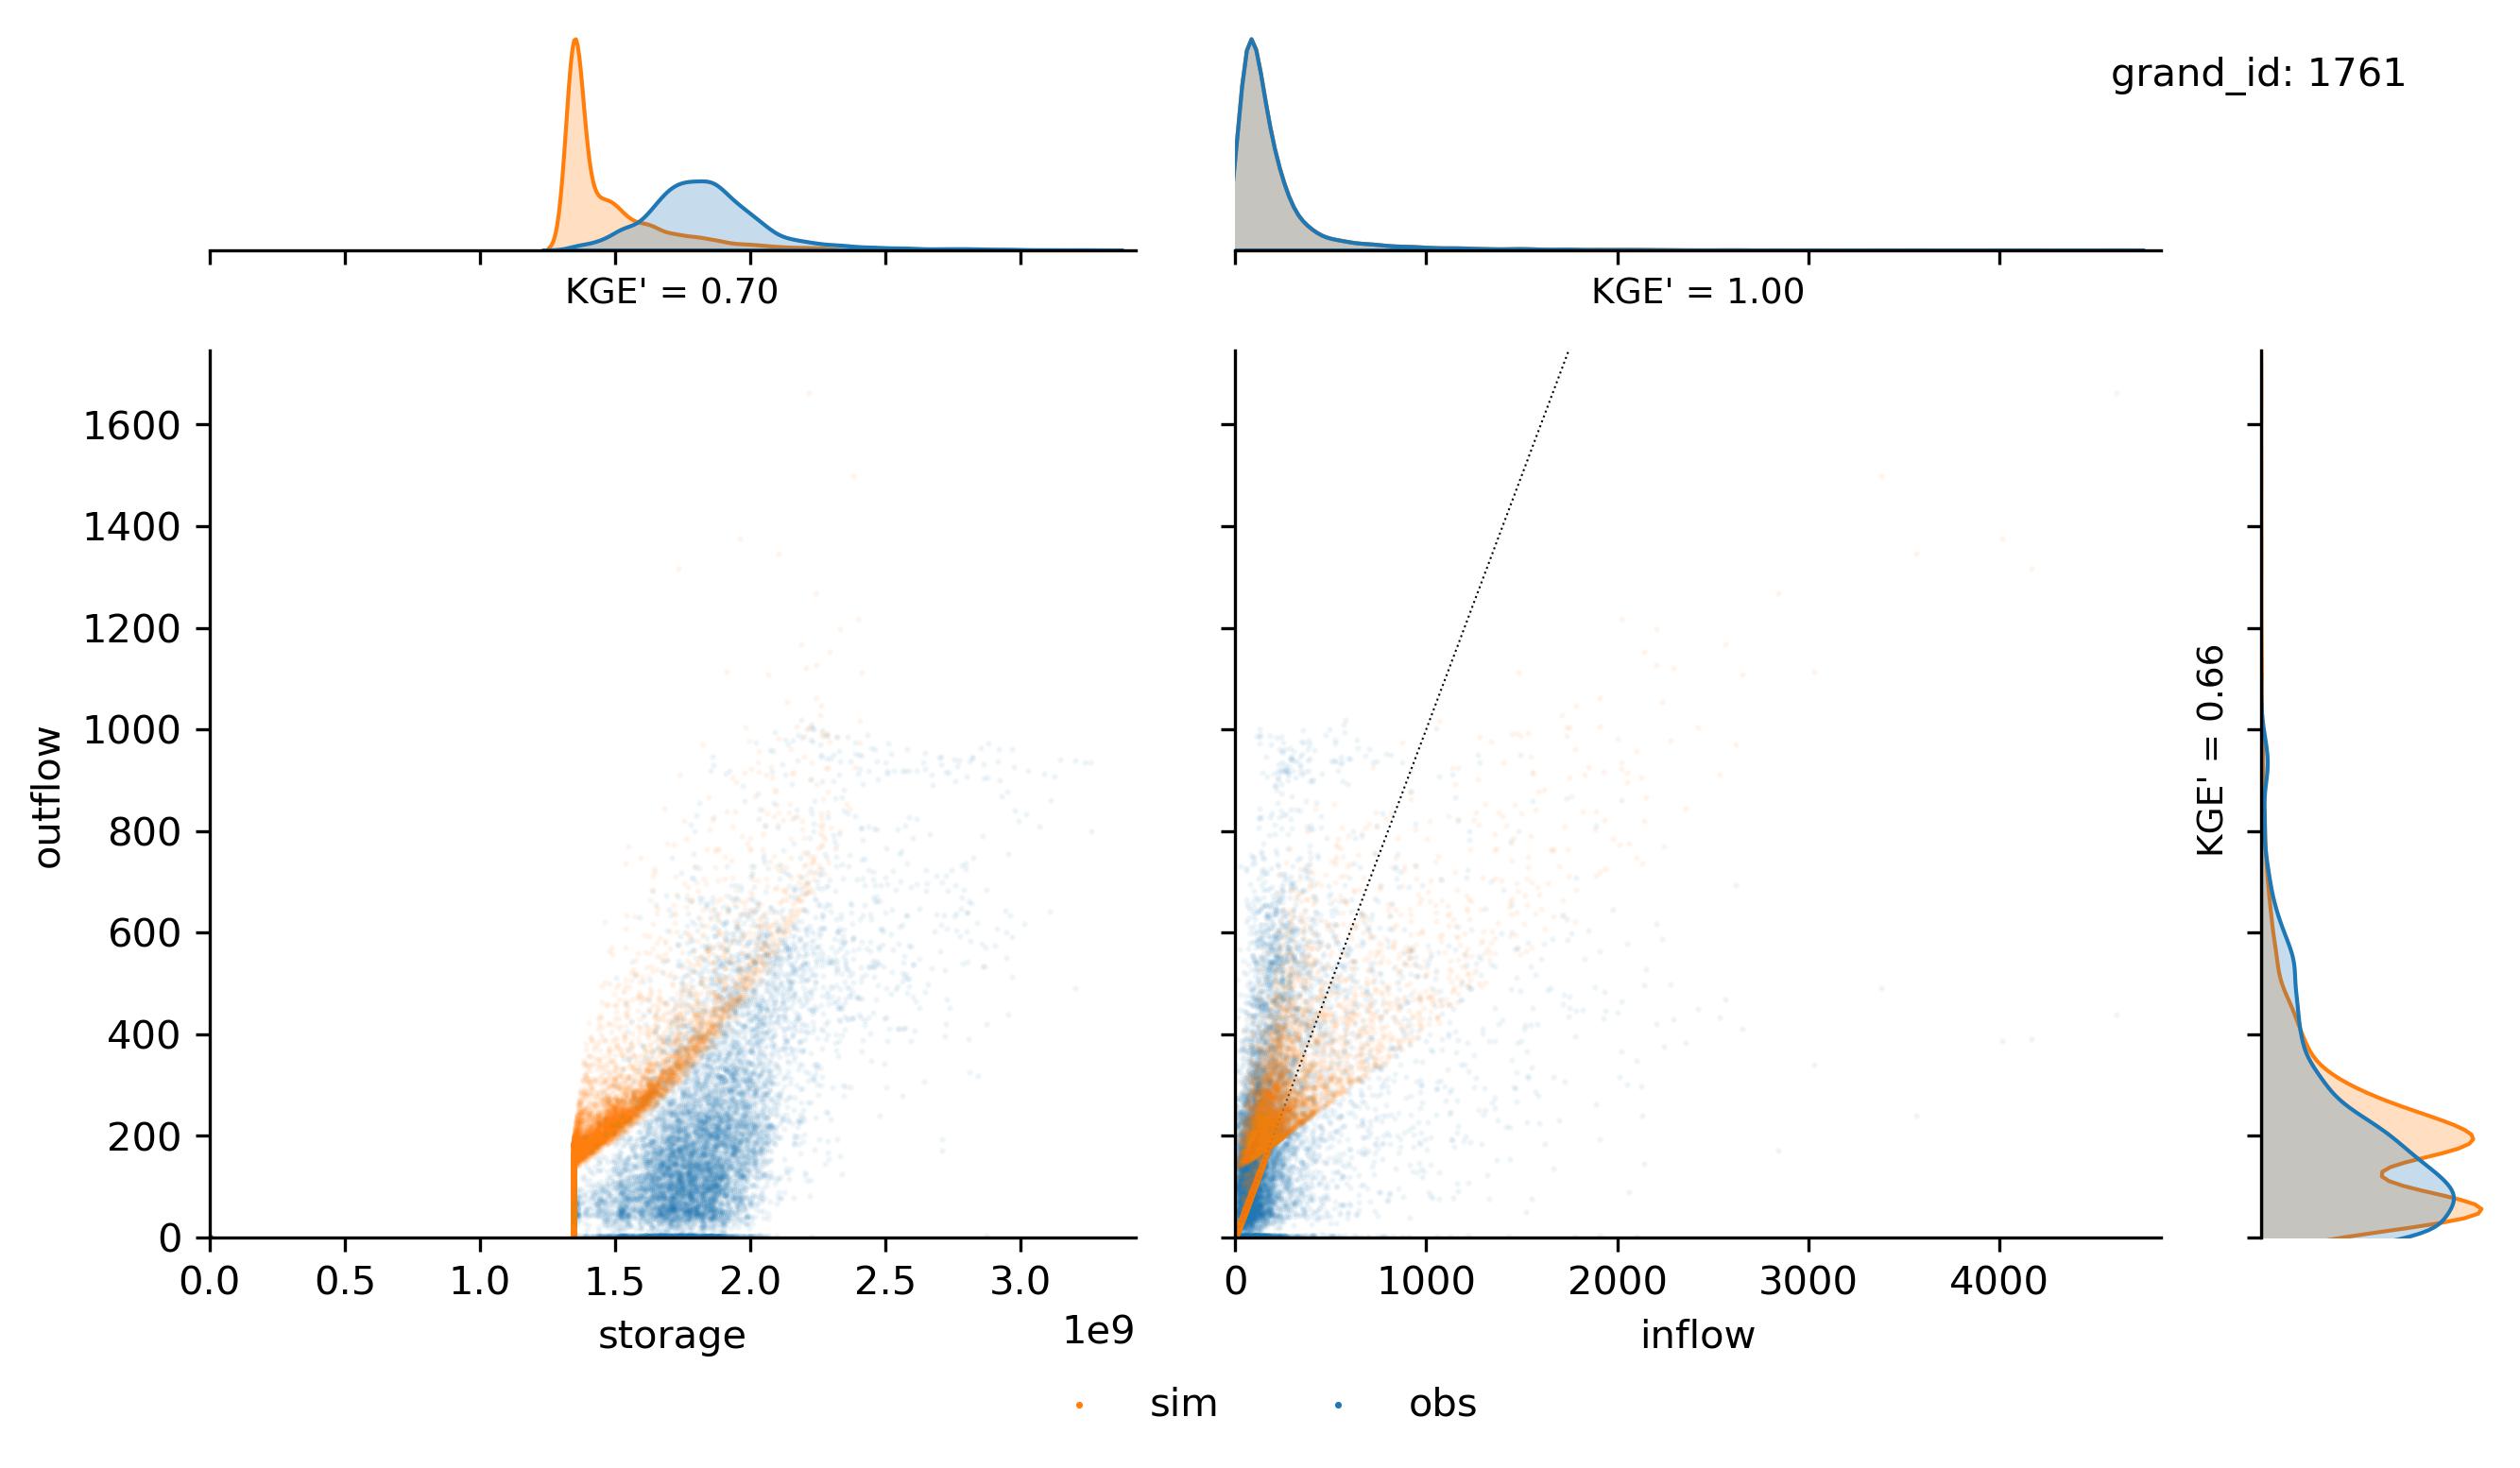 grand_id: 1761
KGE' = 0.70
KGE' = 1.00
outflow
1600
1400
1200
1000
800
600
400
200
0
KGE' = 0.66
0.0 0.5 1.0 1.5 2.0 2.5 3.0
1e9
storage
0 1000 2000 3000 4000
inflow
sim obs